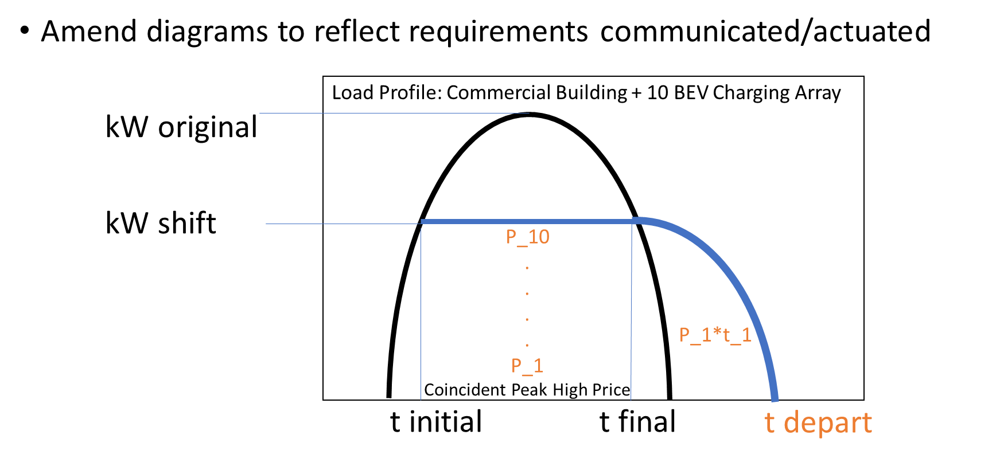 • Amend diagrams to reflect requirements communicated/actuated
Load Profile: Commercial Building + 10 BEV Charging Array
kW original
kW shift
P_10
.
.
.
.
P_1*t_1
P_1
Coincident Peak High Price
t initial
t final
t depart